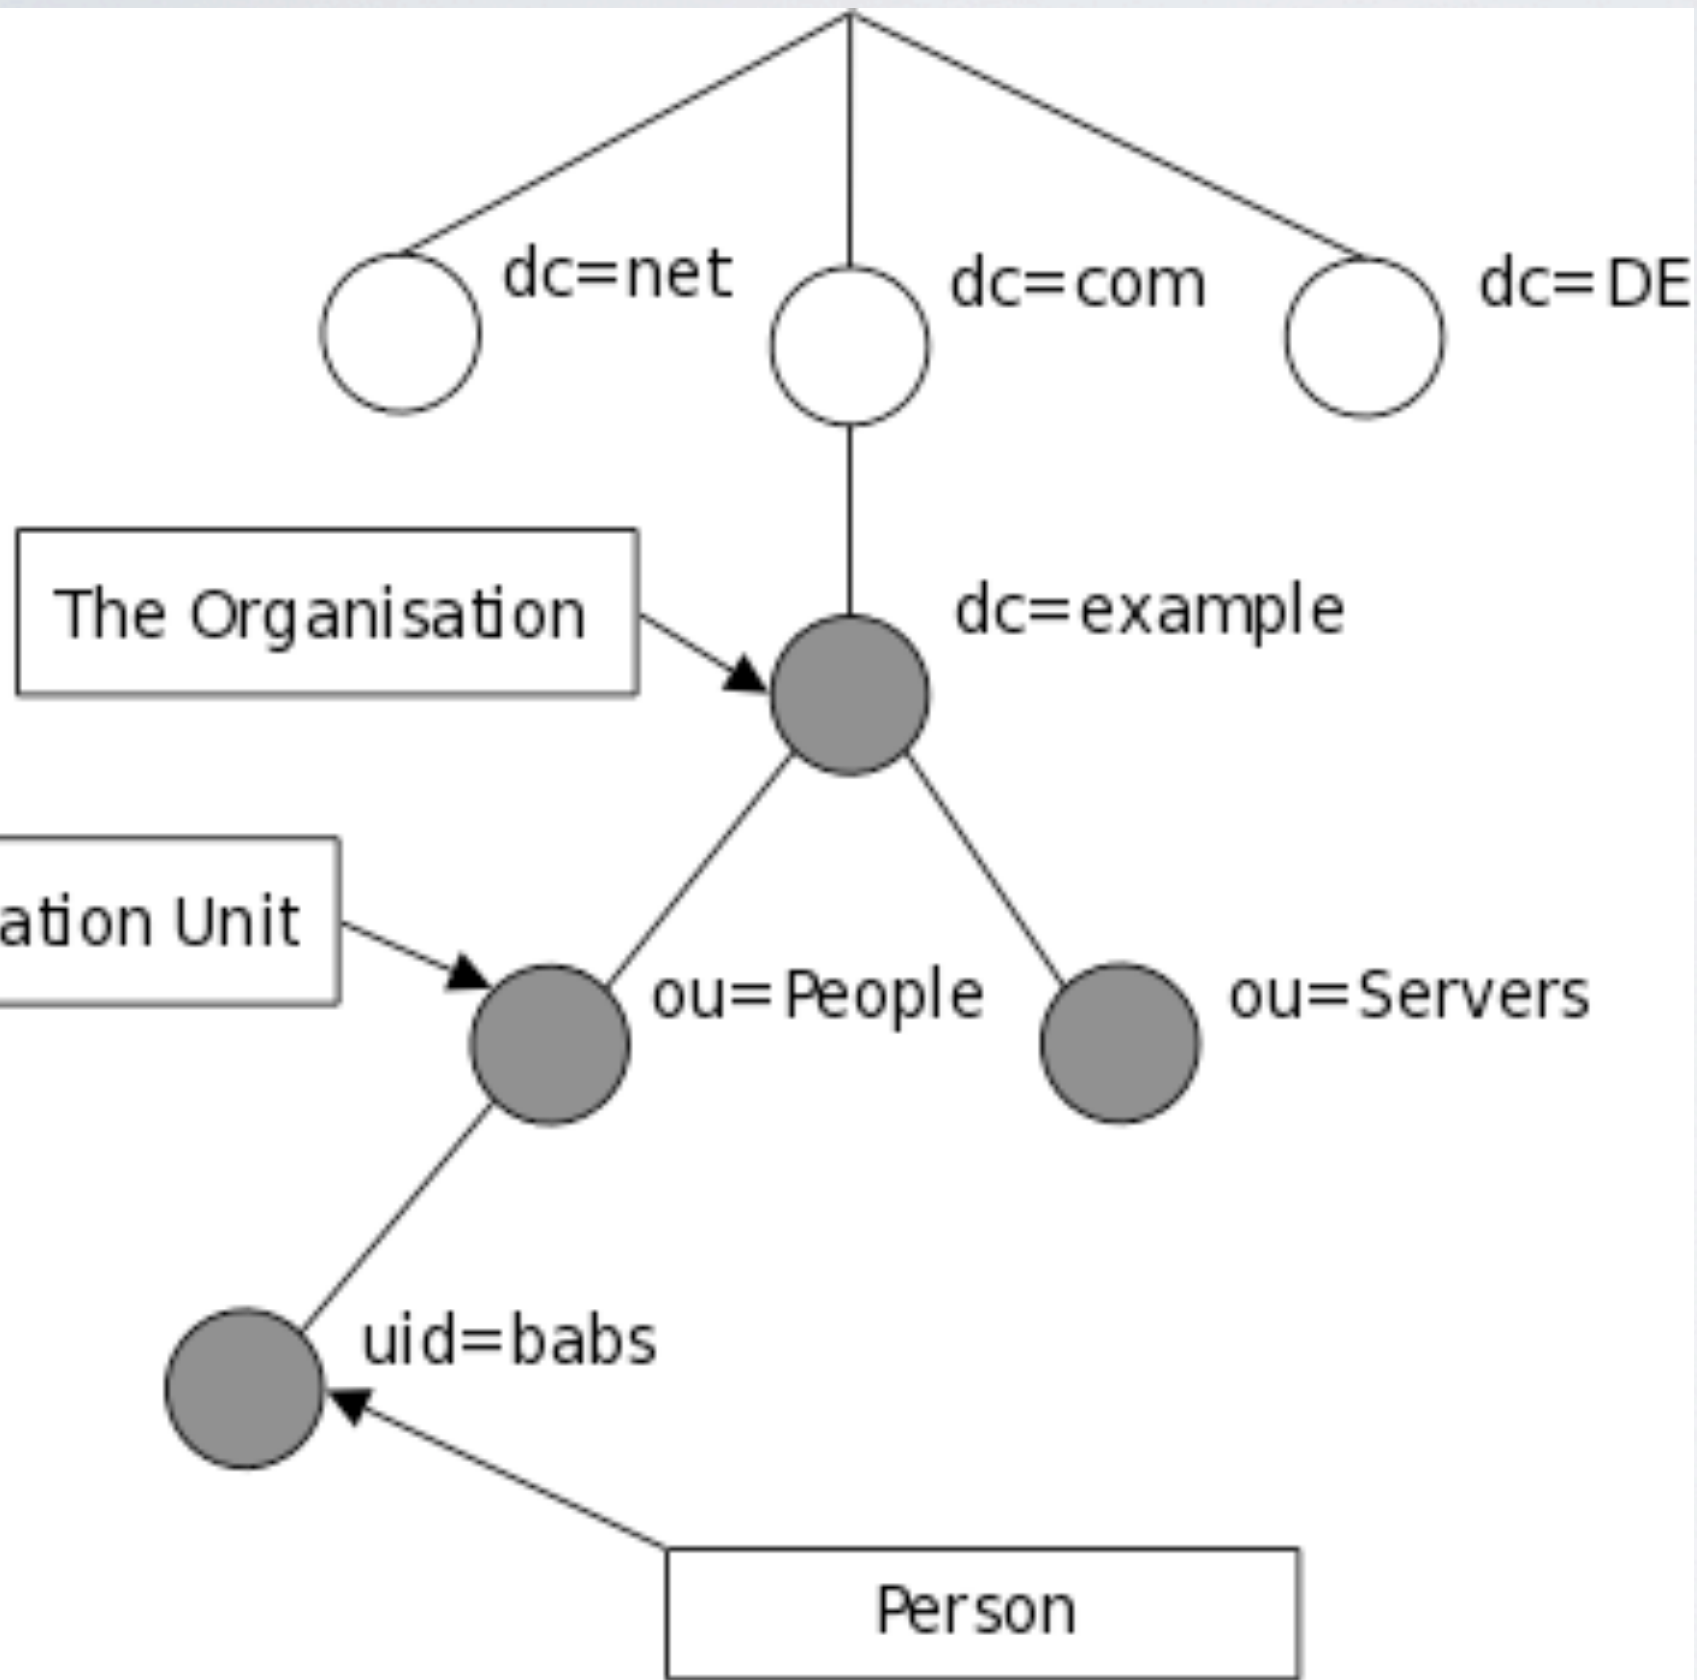 dc=net
dc=com
dc=DE
The Organisation
dc=example
ation Unit
ou=People
ou=Servers
uid=babs
Person